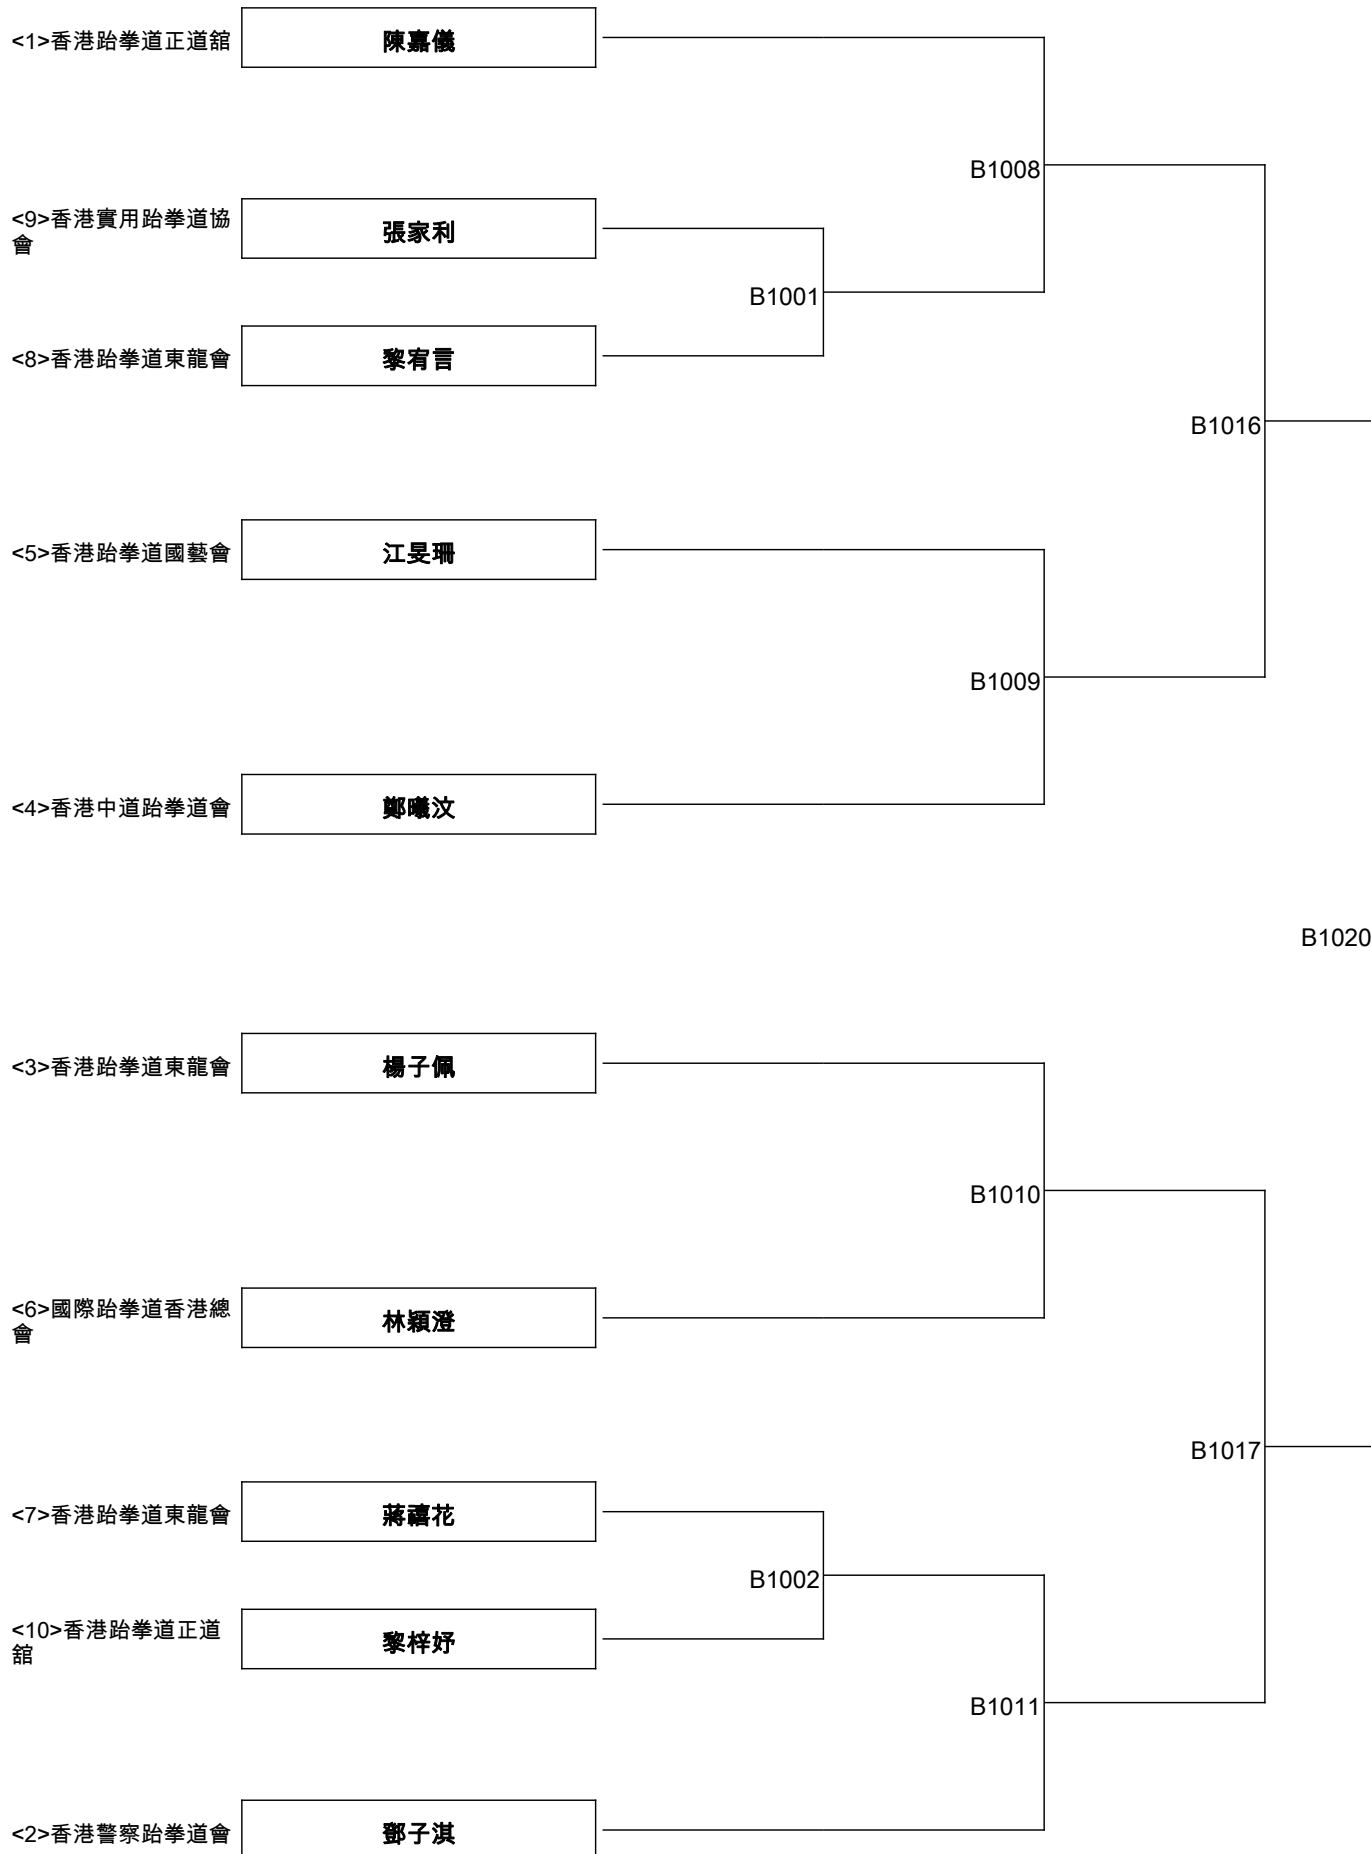 <1>香港跆拳道正道舘
陳嘉儀
B1008
<9>香港實用跆拳道協
會
張家利
B1001
<8>香港跆拳道東龍會
黎宥言
B1016
<5>香港跆拳道國藝會
江旻珊
B1009
<4>香港中道跆拳道會
鄭曦汶
B1020
<3>香港跆拳道東龍會
楊子佩
B1010
<6>國際跆拳道香港總
會
林穎澄
B1017
<7>香港跆拳道東龍會
蔣禧花
B1002
<10>香港跆拳道正道
舘
黎梓妤
B1011
<2>香港警察跆拳道會
鄧子淇